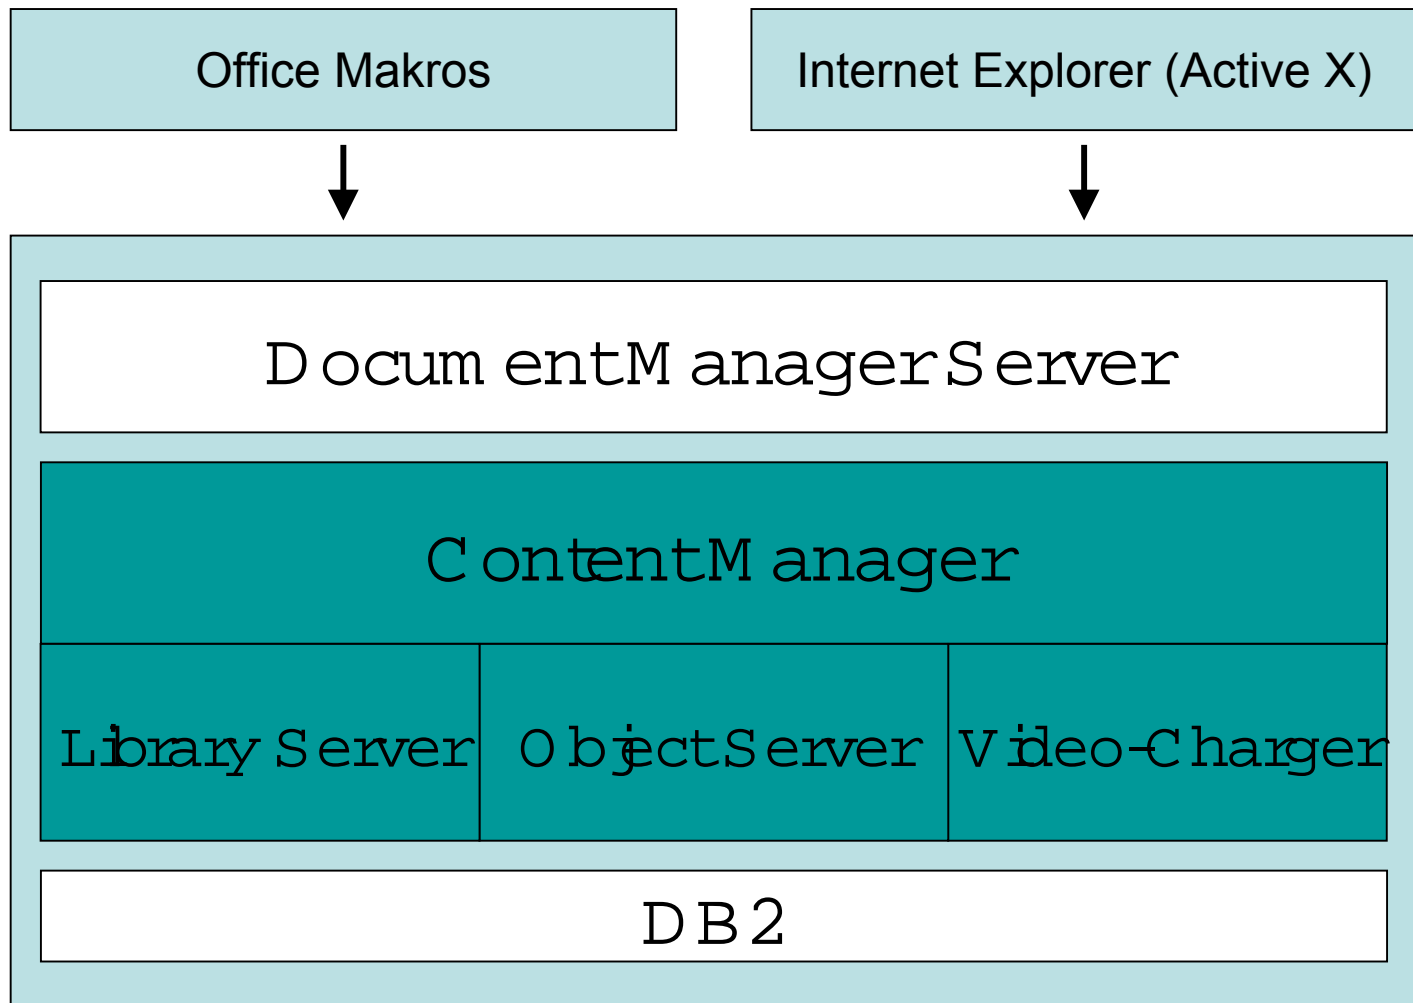 Office Makros
Internet Explorer (Active X)
Document Manager Server
Content Manager
Library Server
Object Server
Video-Charger
DB2